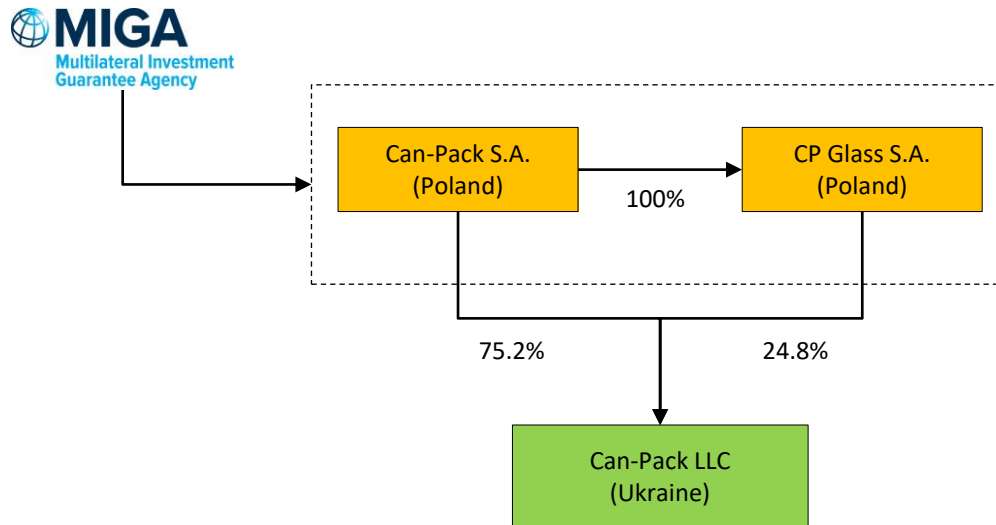 MIGA
Multilateral Investment
Guarantee Agency
Can-Pack S.A.
(Poland)
100%
CP Glass S.A.
(Poland)
75.2%
24.8%
Can-Pack LLC
(Ukraine)